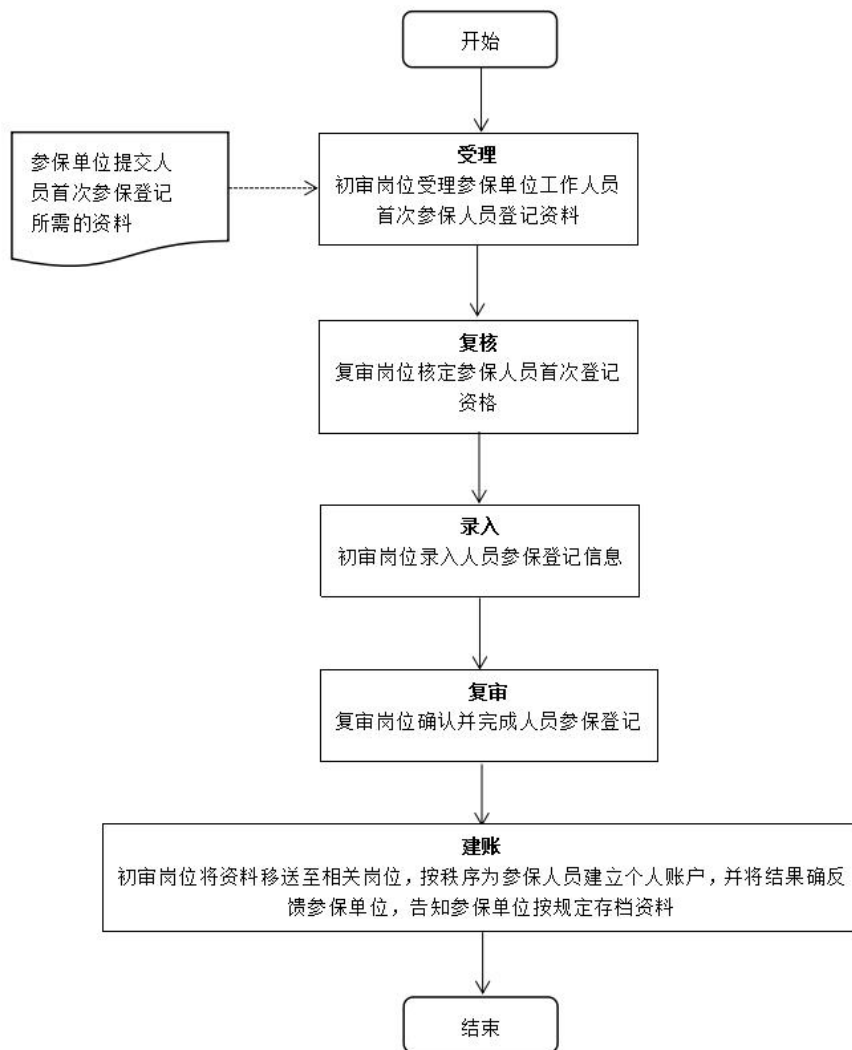 开始
参保单位提交人
员首次参保登记
所需的资料
受理
初审岗位受理参保单位工作人员
首次参保人员登记资料
复核
复审岗位核定参保人员首次登记
资格
录入
初审岗位录入人员参保登记信息
复审
复审岗位确认并完成人员参保登记
建账
初审岗位将资料移送至相关岗位，按秩序为参保人员建立个人账户，并将结果确反
馈参保单位，告知参保单位按规定存档资料
结束